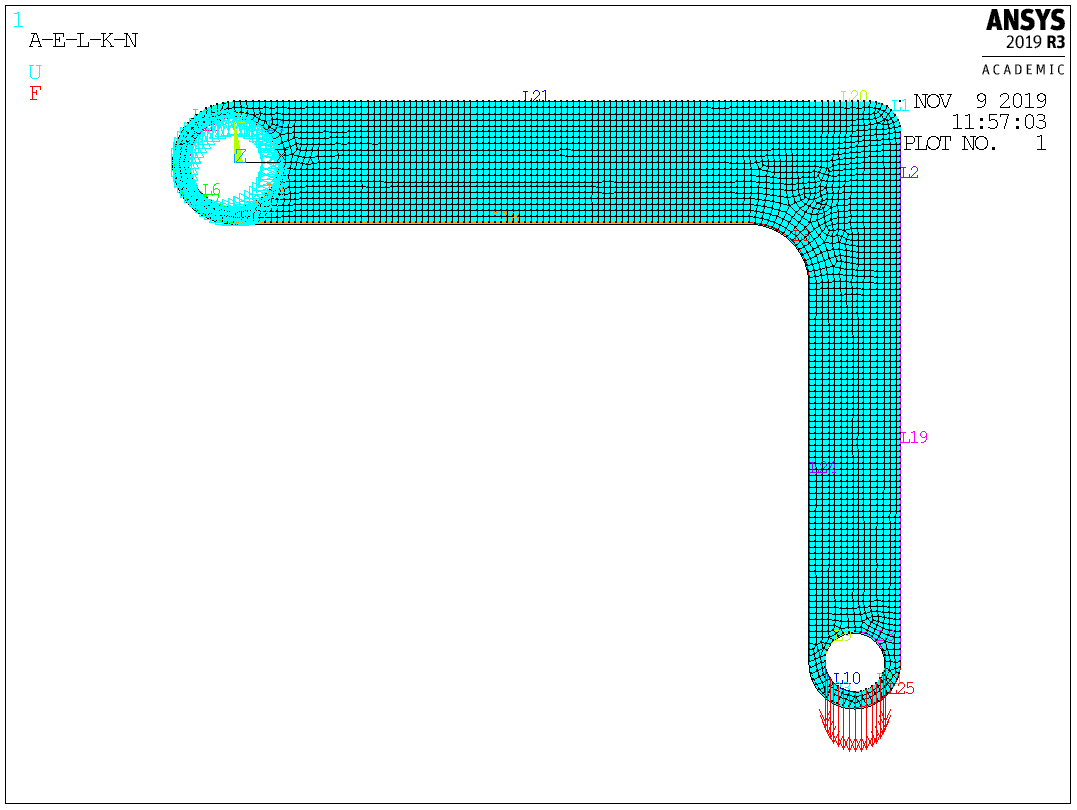 1
A-E-L-K-N
U
F
ANSYS
2019 R3
ACADEMIC
NOV 9 2019
11:57:03
PLOT NO. 1
L21
L20
L1
L2
Z
L6
L19
L10
L25